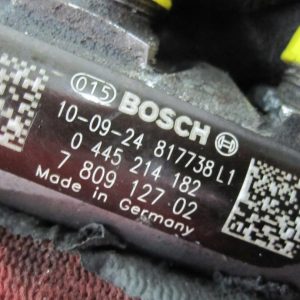 015 BOSCH
10-09-24 817738 L1
0 445 214 182
7 809 127 02
Made in Germany